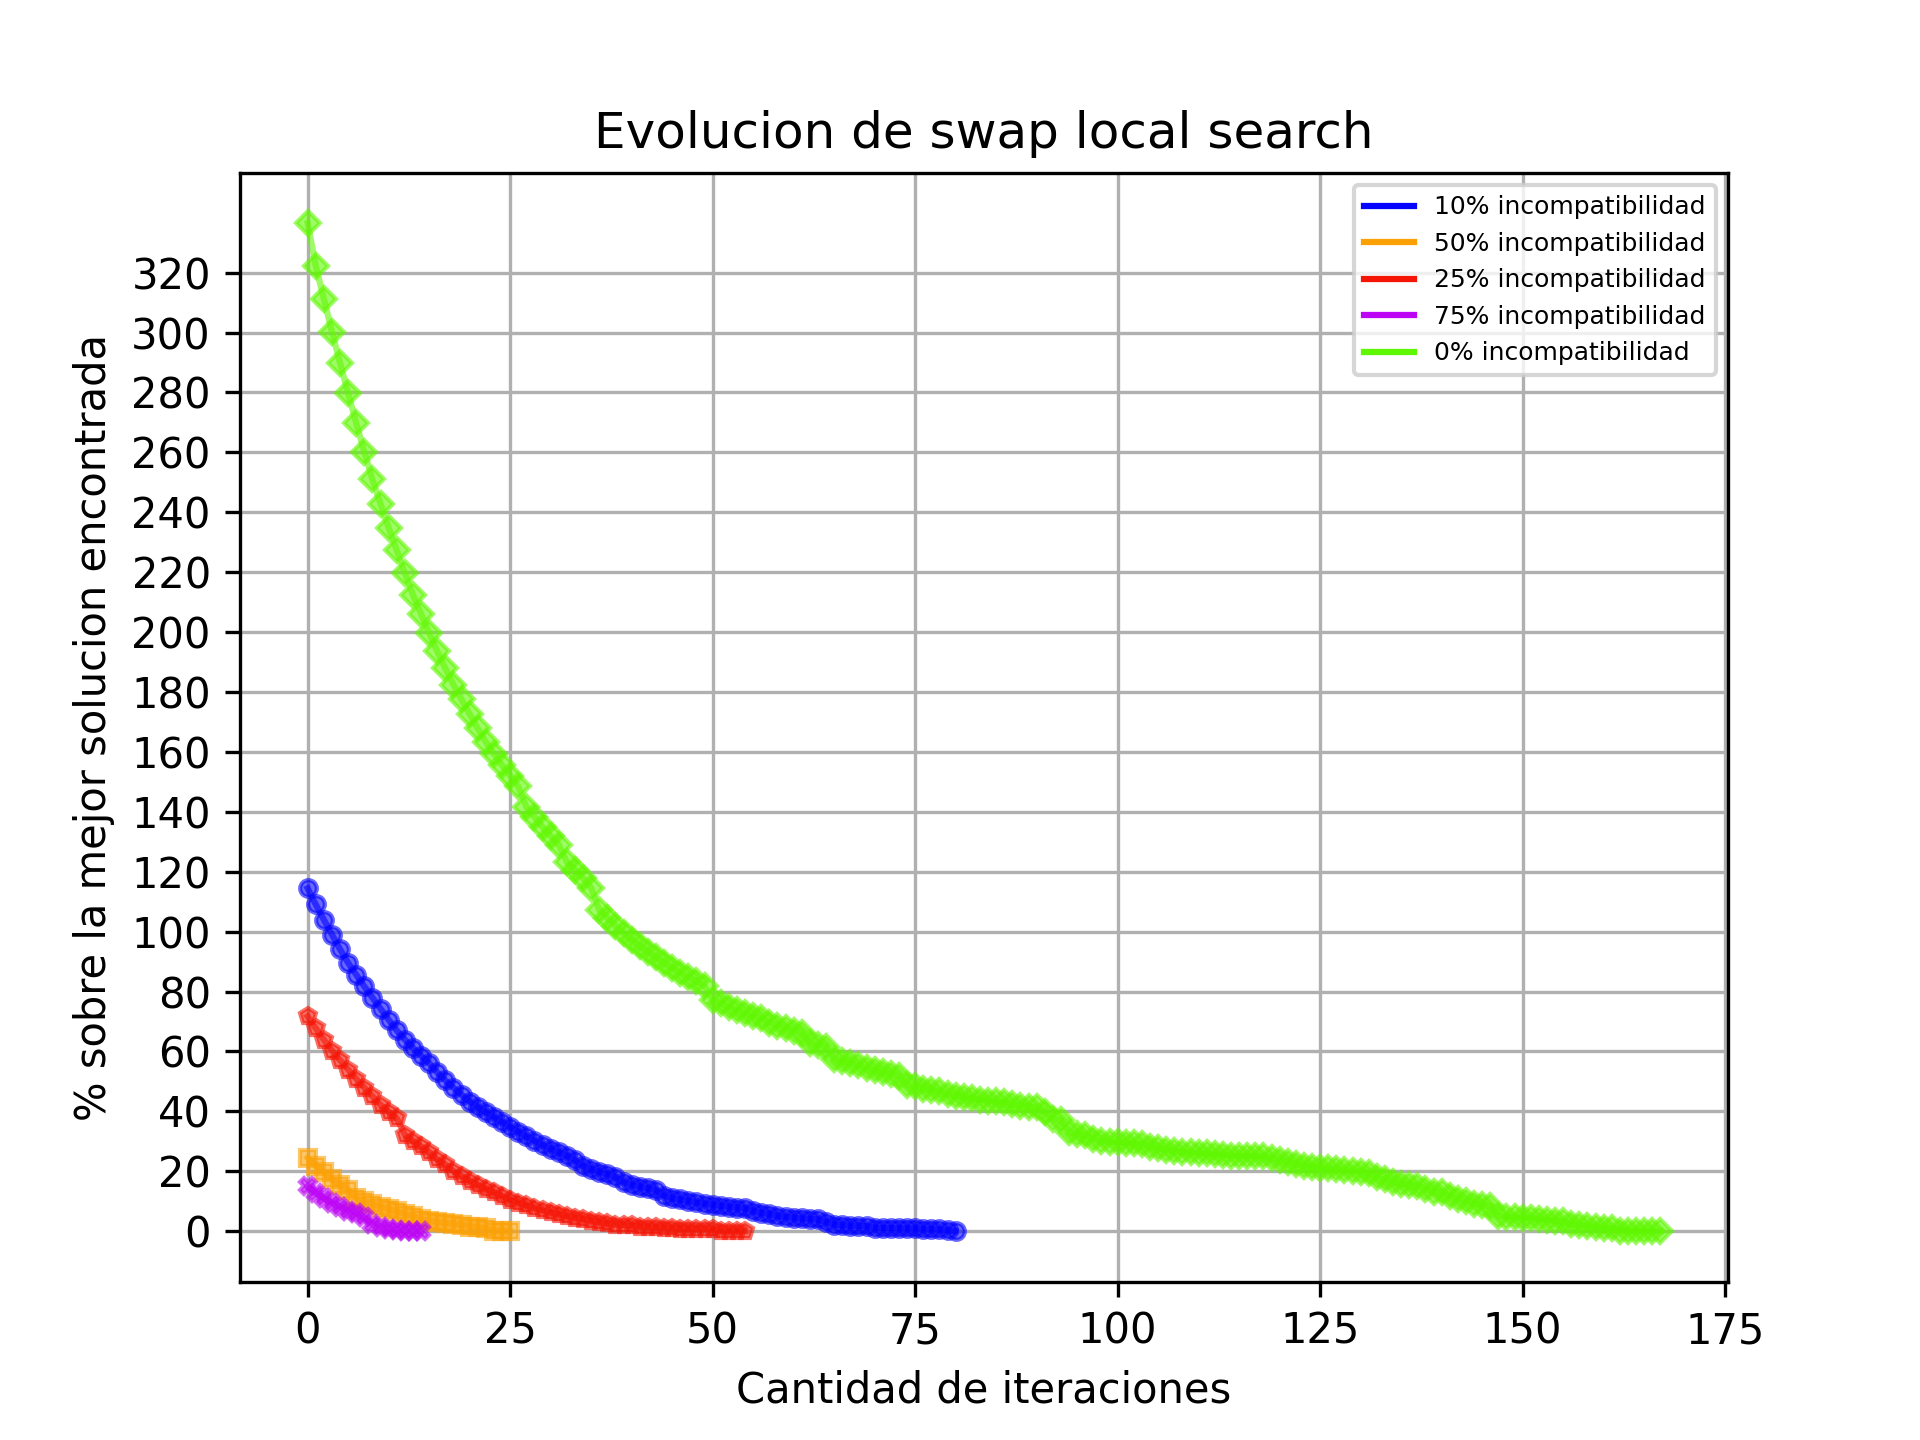 Evolucion de swap local search
10% incompatibilidad
50% incompatibilidad
25% incompatibilidad
75% incompatibilidad
0% incompatibilidad
% sobre la mejor solucion encontrada
320
300
280
260
240
220
200
180
160
140
120
100
80
60
40
20
0
0 25 50 75 100 125 150 175
Cantidad de iteraciones